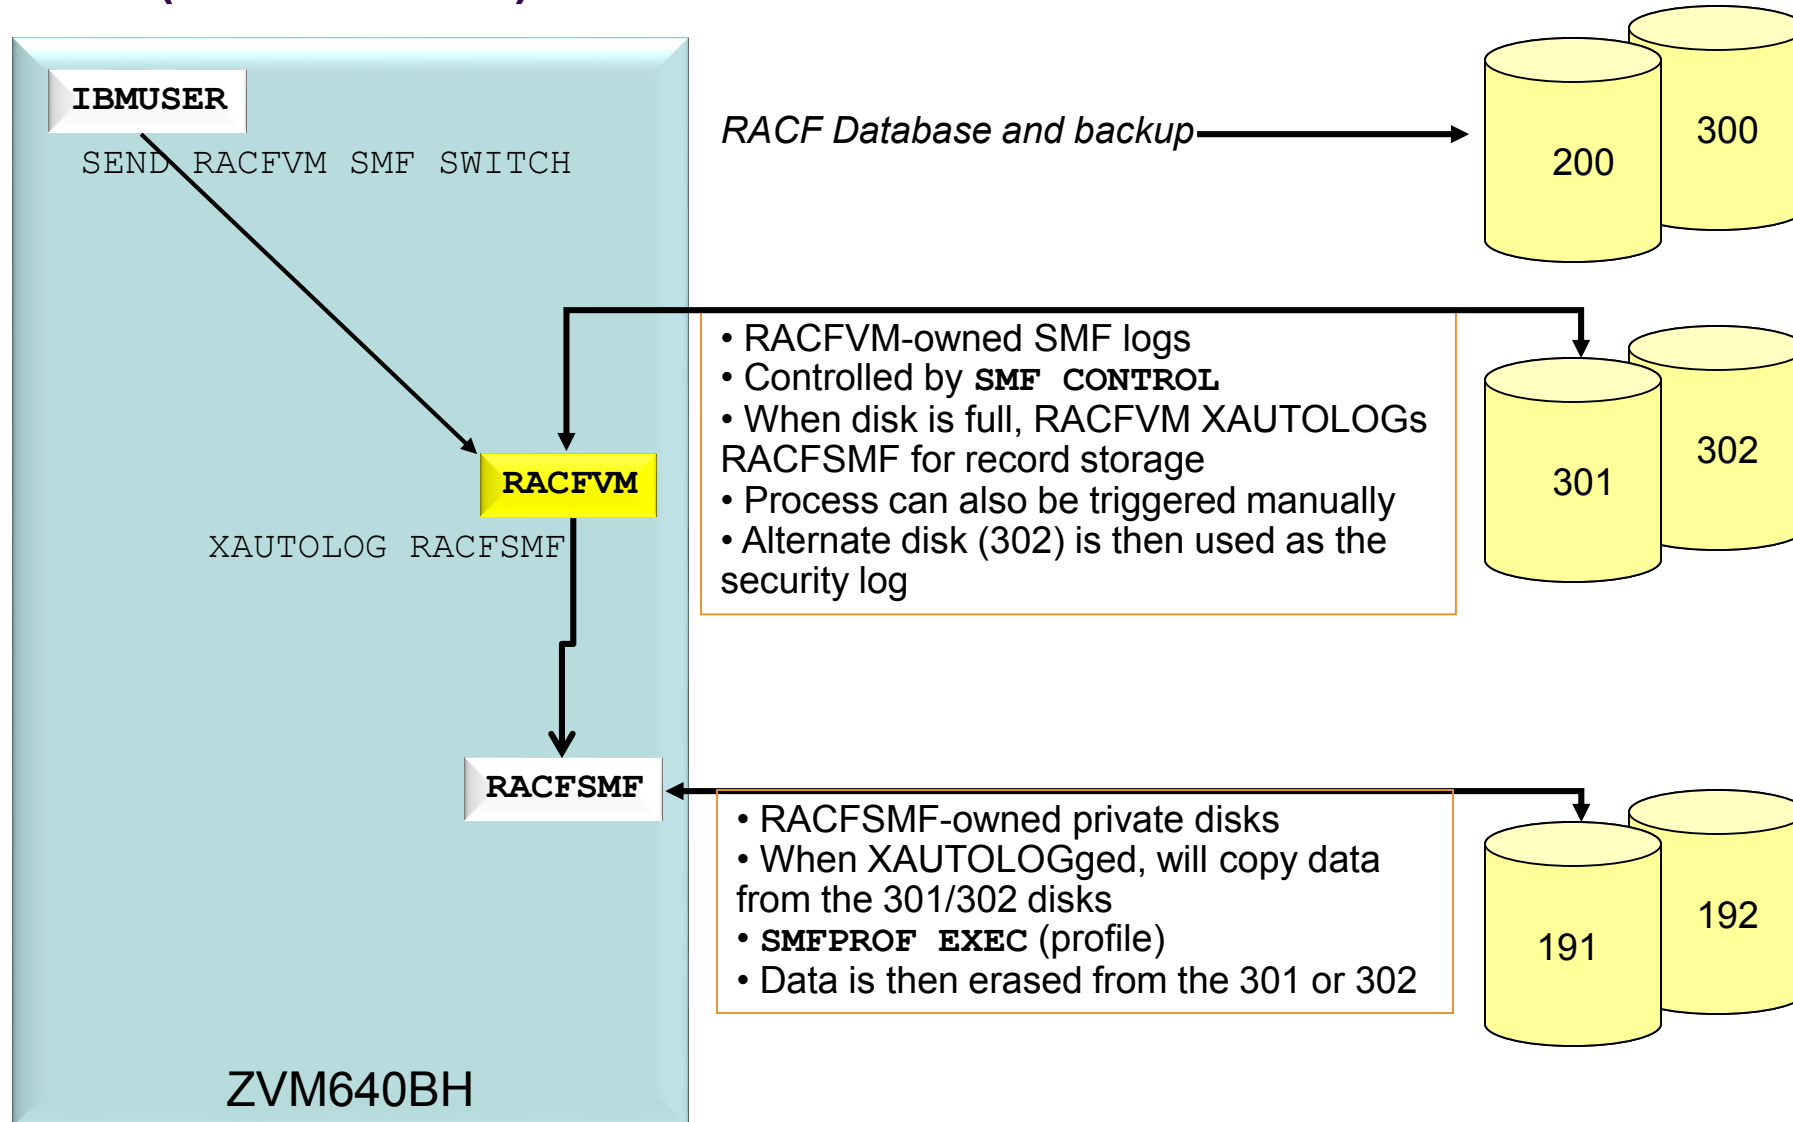 IBMUSER
SEND RACFVM SMF SWITCH
RACF Database and backup
200
300
• RACFVM-owned SMF logs
• Controlled by SMF CONTROL
• When disk is full, RACFVM XAUTOLOGs
RACFSMF for record storage
• Process can also be triggered manually
• Alternate disk (302) is then used as the
security log
301
302
RACFVM
XAUTOLOG RACFSMF
RACFSMF
• RACFSMF-owned private disks
• When XAUTOLOGged, will copy data
from the 301/302 disks
• SMFPROF EXEC (profile)
• Data is then erased from the 301 or 302
191
192
ZVM640BH